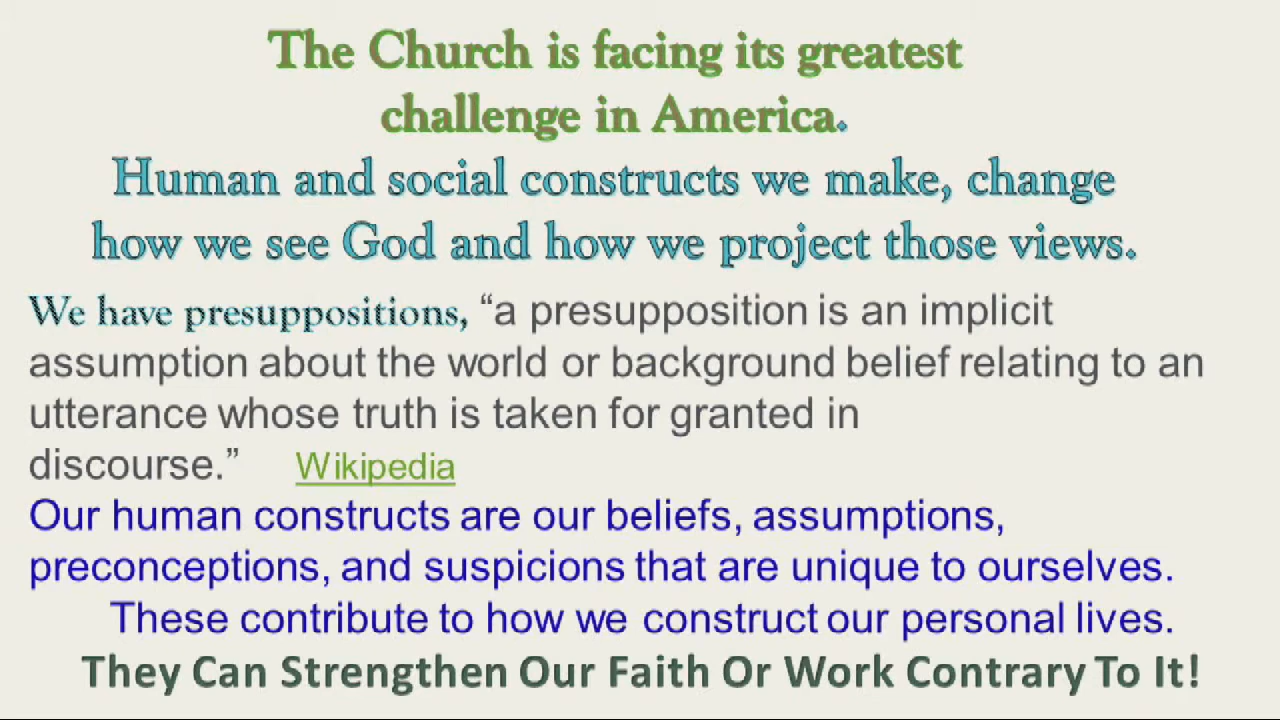 The Church is facing its greatest
challenge in America.
Human and social constructs we make, change
how we see God and how we project those views.
We have presuppositions, “a presupposition is an implicit
assumption about the world or background belief relating to an
utterance whose truth is taken for granted in
discourse.” Wikipedia
Our human constructs are our beliefs, assumptions,
preconceptions, and suspicions that are unique to ourselves.
These contribute to how we construct our personal lives.
They Can Strengthen Our Faith Or Work Contrary To It!